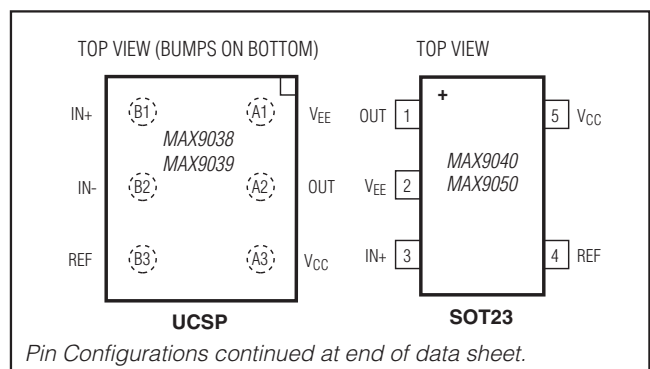 TOP VIEW (BUMPS ON BOTTOM)
IN+ B1 A1 VEE
MAX9038
MAX9039
IN- B2 A2 OUT
REF B3 A3 VCC
UCSP
TOP VIEW
+
OUT 1 5 VCC
MAX9040
MAX9050
VEE 2
IN+ 3 4 REF
SOT23
Pin Configurations continued at end of data sheet.